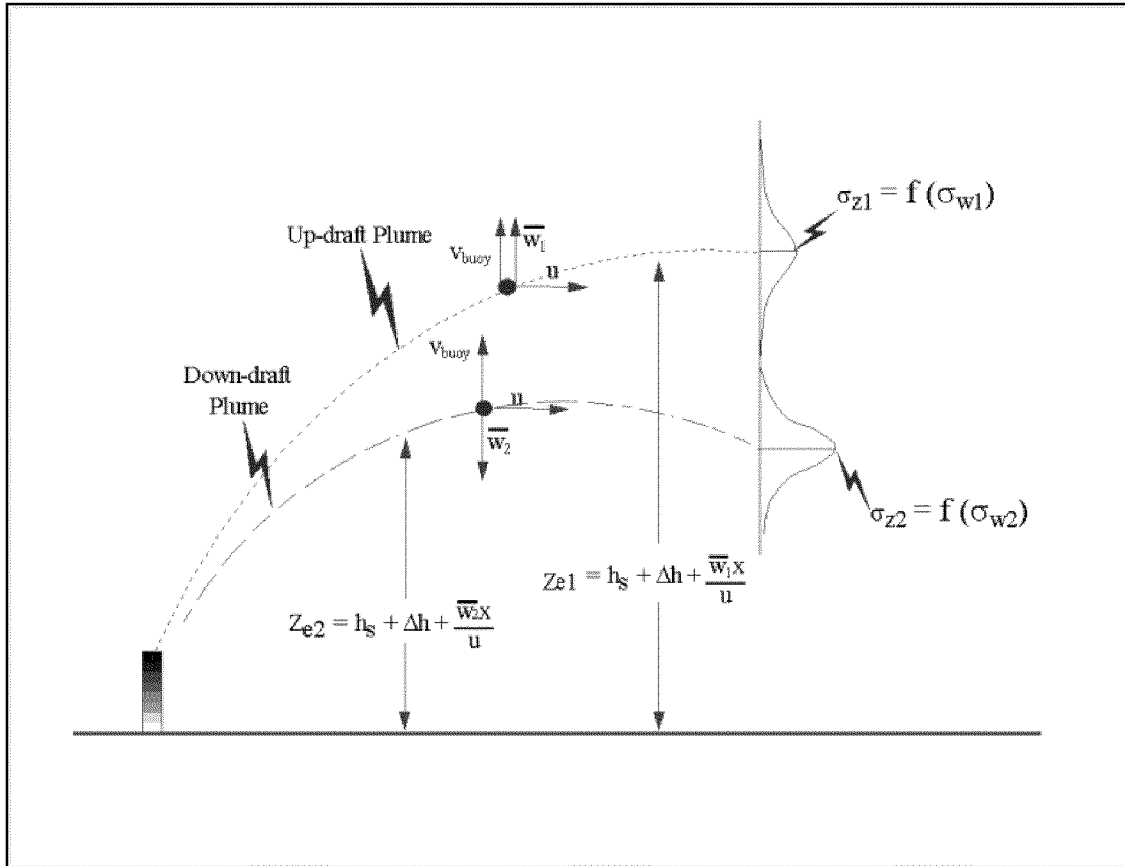 σz1 = f (σw1)
Up-draft Plume
vbuoy
w̅1
u
Down-draft
Plume
vbuoy
u
w̅2
σz2 = f (σw2)
Ze1 = hs + Δh + w̅1x/u
Ze2 = hs + Δh + w̅2x/u